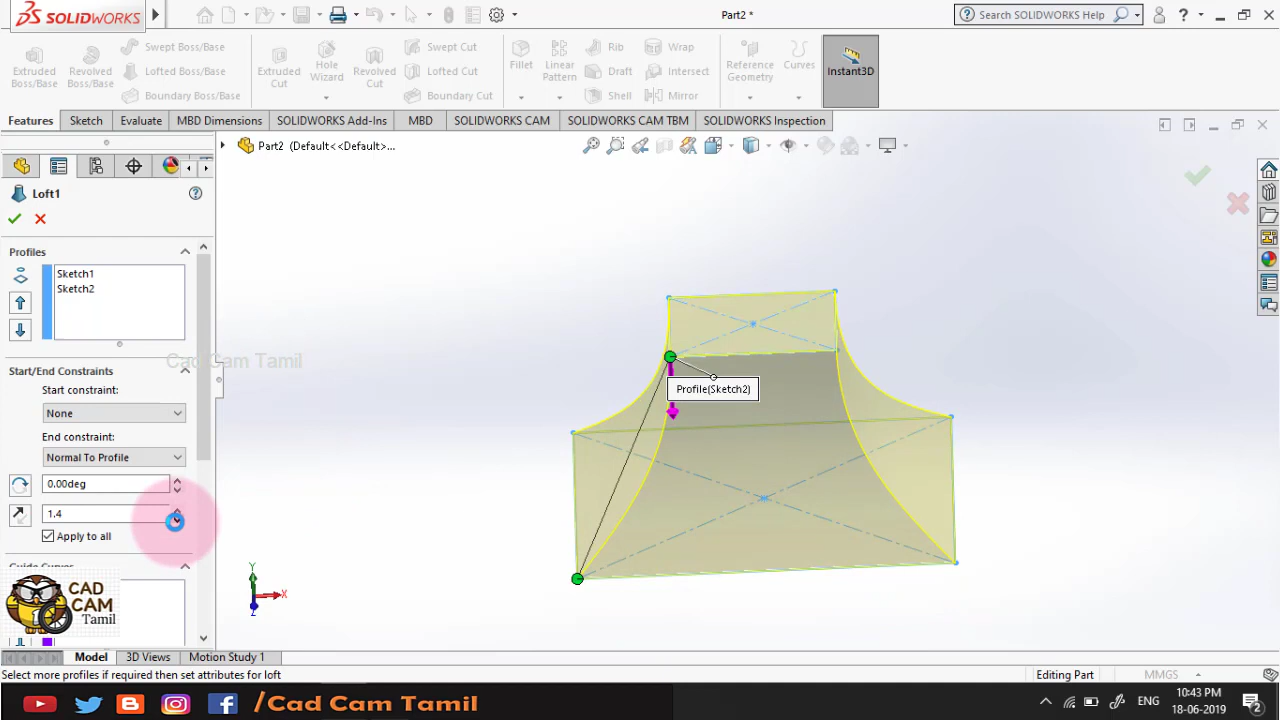 SOLIDWORKS
Part2 *
Search SOLIDWORKS Help
Extruded Boss/Base
Revolved Boss/Base
Swept Boss/Base
Lofted Boss/Base
Boundary Boss/Base
Extruded Cut
Hole Wizard
Revolved Cut
Swept Cut
Lofted Cut
Boundary Cut
Fillet
Linear Pattern
Rib
Draft
Shell
Wrap
Intersect
Mirror
Reference Geometry
Curves
Instant3D
Features
Sketch
Evaluate
MBD Dimensions
SOLIDWORKS Add-Ins
MBD
SOLIDWORKS CAM
SOLIDWORKS CAM TBM
SOLIDWORKS Inspection
Part2 (Default<<Default>...
Loft1
Profiles
Sketch1
Sketch2
Cad Cam Tamil
Start/End Constraints
Start constraint:
None
End constraint:
Normal To Profile
0.00deg
1.4
Apply to all
Guide Curves
CAD
CAM
Tamil
Profile(Sketch2)
Y
X
Z
Model
3D Views
Motion Study 1
Select more profiles if required then set attributes for loft
Editing Part
MMGS
/Cad Cam Tamil
ENG
10:43 PM
18-06-2019
2